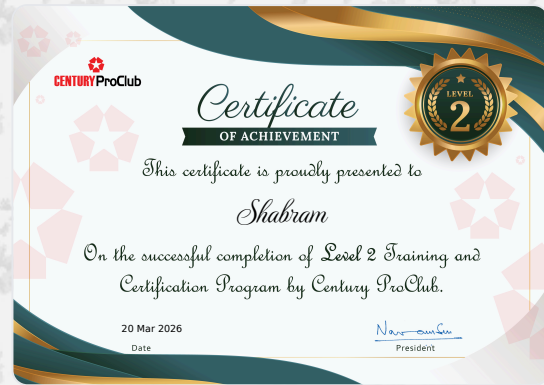 CENTURY ProClub
Certificate
OF ACHIEVEMENT
LEVEL
2
This certificate is proudly presented to
Shabram
On the successful completion of Level 2 Training and
Certification Program by Century ProClub.
20 Mar 2026
Date
President